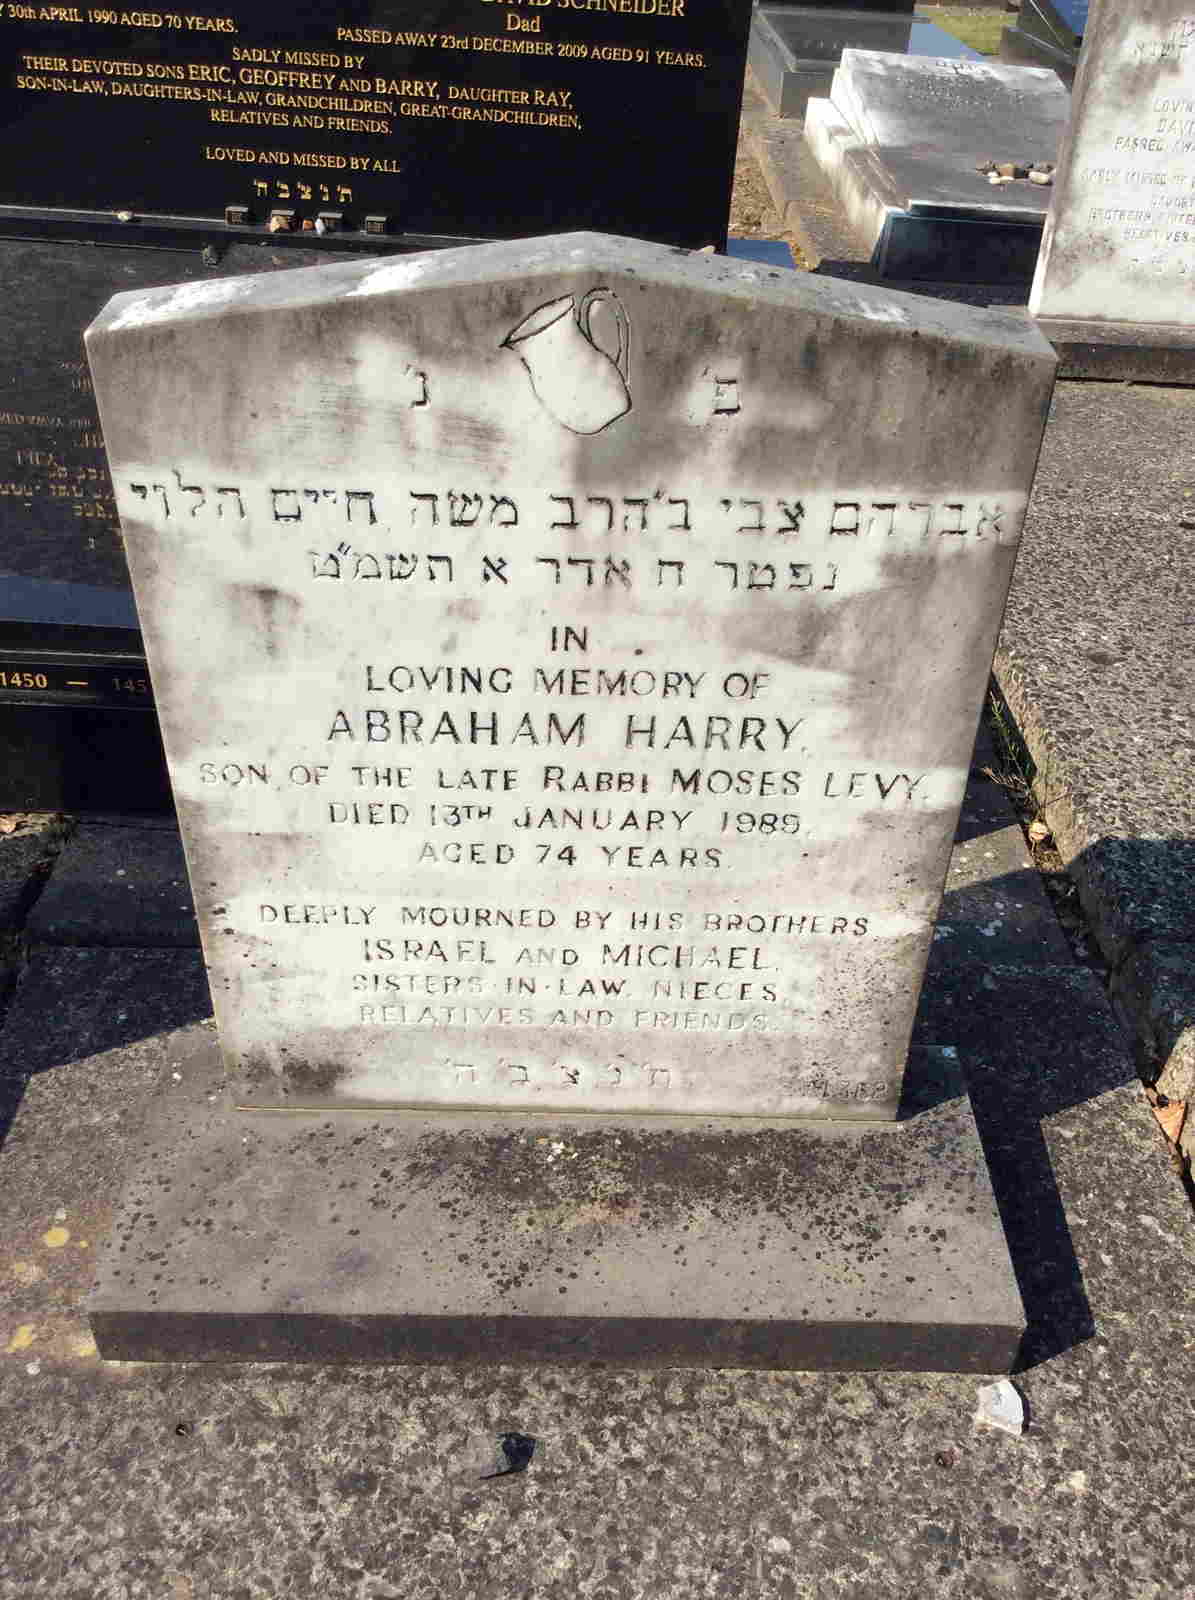 DAVID SCHNEIDER
30th APRIL 1990 AGED 70 YEARS.
Dad
PASSED AWAY 23rd DECEMBER 2009 AGED 91 YEARS.
SADLY MISSED BY
THEIR DEVOTED SONS ERIC, GEOFFREY AND BARRY, DAUGHTER RAY,
SON-IN-LAW, DAUGHTERS-IN-LAW, GRANDCHILDREN, GREAT-GRANDCHILDREN,
RELATIVES AND FRIENDS.
LOVED AND MISSED BY ALL
ת' נ' צ' ב' ה'
1450 —
פ' נ'
אברהם צבי ב"הרב משה חיים הלוי
נפטר ח אדר א השמ"ט
IN
LOVING MEMORY OF
ABRAHAM HARRY,
SON OF THE LATE RABBI MOSES LEVY.
DIED 13TH JANUARY 1989,
AGED 74 YEARS.
DEEPLY MOURNED BY HIS BROTHERS
ISRAEL AND MICHAEL,
SISTERS-IN-LAW, NIECES,
RELATIVES AND FRIENDS.
ת' נ' צ' ב' ה'